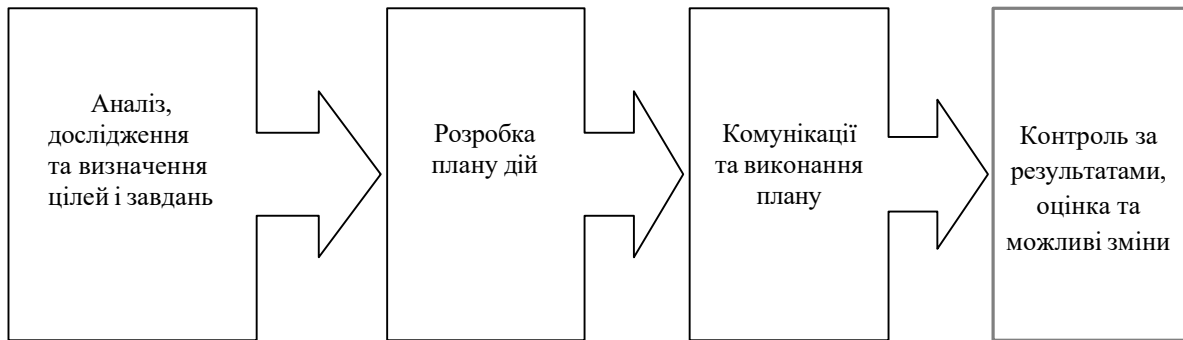 Аналіз,
дослідження
та визначення
цілей і завдань
Розробка
плану дій
Комунікації
та виконання
плану
Контроль за
результатами,
оцінка та
можливі зміни